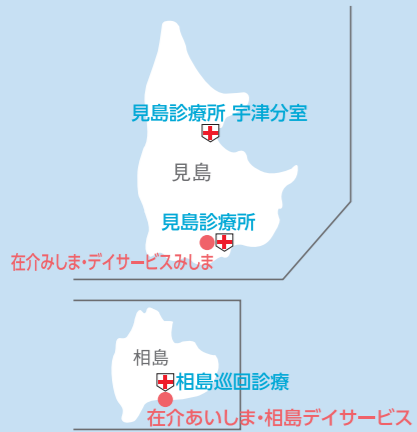 見島診療所 宇津分室
見島
見島診療所
在介みしま・デイサービスみしま
相島
相島巡回診療
在介あいしま・相島デイサービス